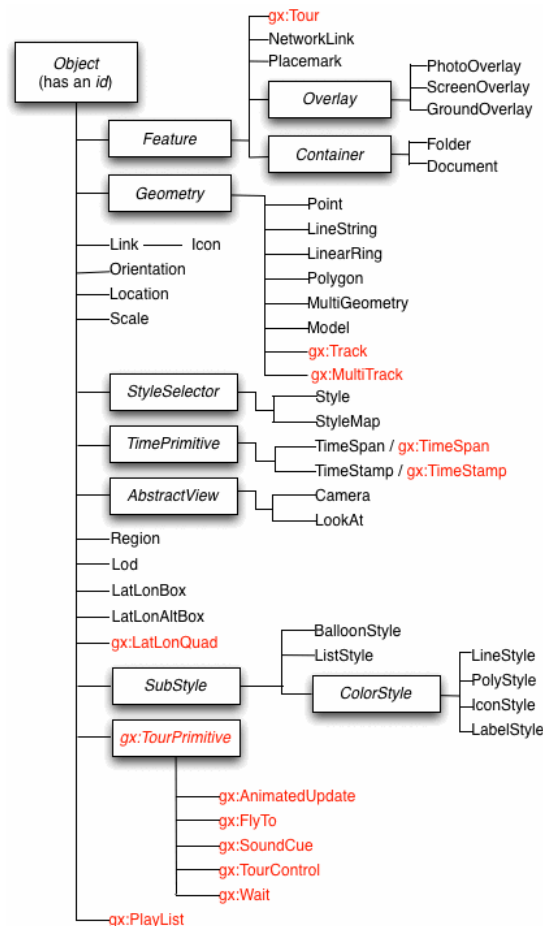 gx:Tour
NetworkLink
Placemark
Object
(has an id)
Overlay
PhotoOverlay
ScreenOverlay
GroundOverlay
Feature
Container
Folder
Document
Geometry
Point
LineString
LinearRing
Polygon
MultiGeometry
Model
gx:Track
gx:MultiTrack
Link Icon
Orientation
Location
Scale
StyleSelector
Style
StyleMap
TimePrimitive
TimeSpan / gx:TimeSpan
TimeStamp / gx:TimeStamp
AbstractView
Camera
LookAt
Region
Lod
LatLonBox
LatLonAltBox
gx:LatLonQuad
SubStyle
BalloonStyle
ListStyle
ColorStyle
LineStyle
PolyStyle
IconStyle
LabelStyle
gx:TourPrimitive
gx:AnimatedUpdate
gx:FlyTo
gx:SoundCue
gx:TourControl
gx:Wait
gx:PlayList